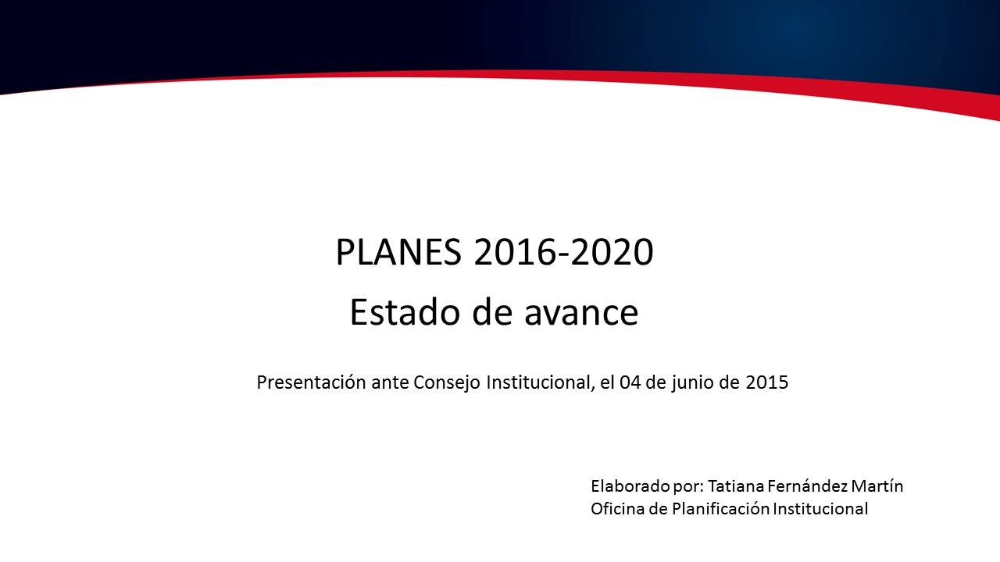 PLANES 2016-2020
Estado de avance
Presentación ante Consejo Institucional, el 04 de junio de 2015
Elaborado por: Tatiana Fernández Martín
Oficina de Planificación Institucional